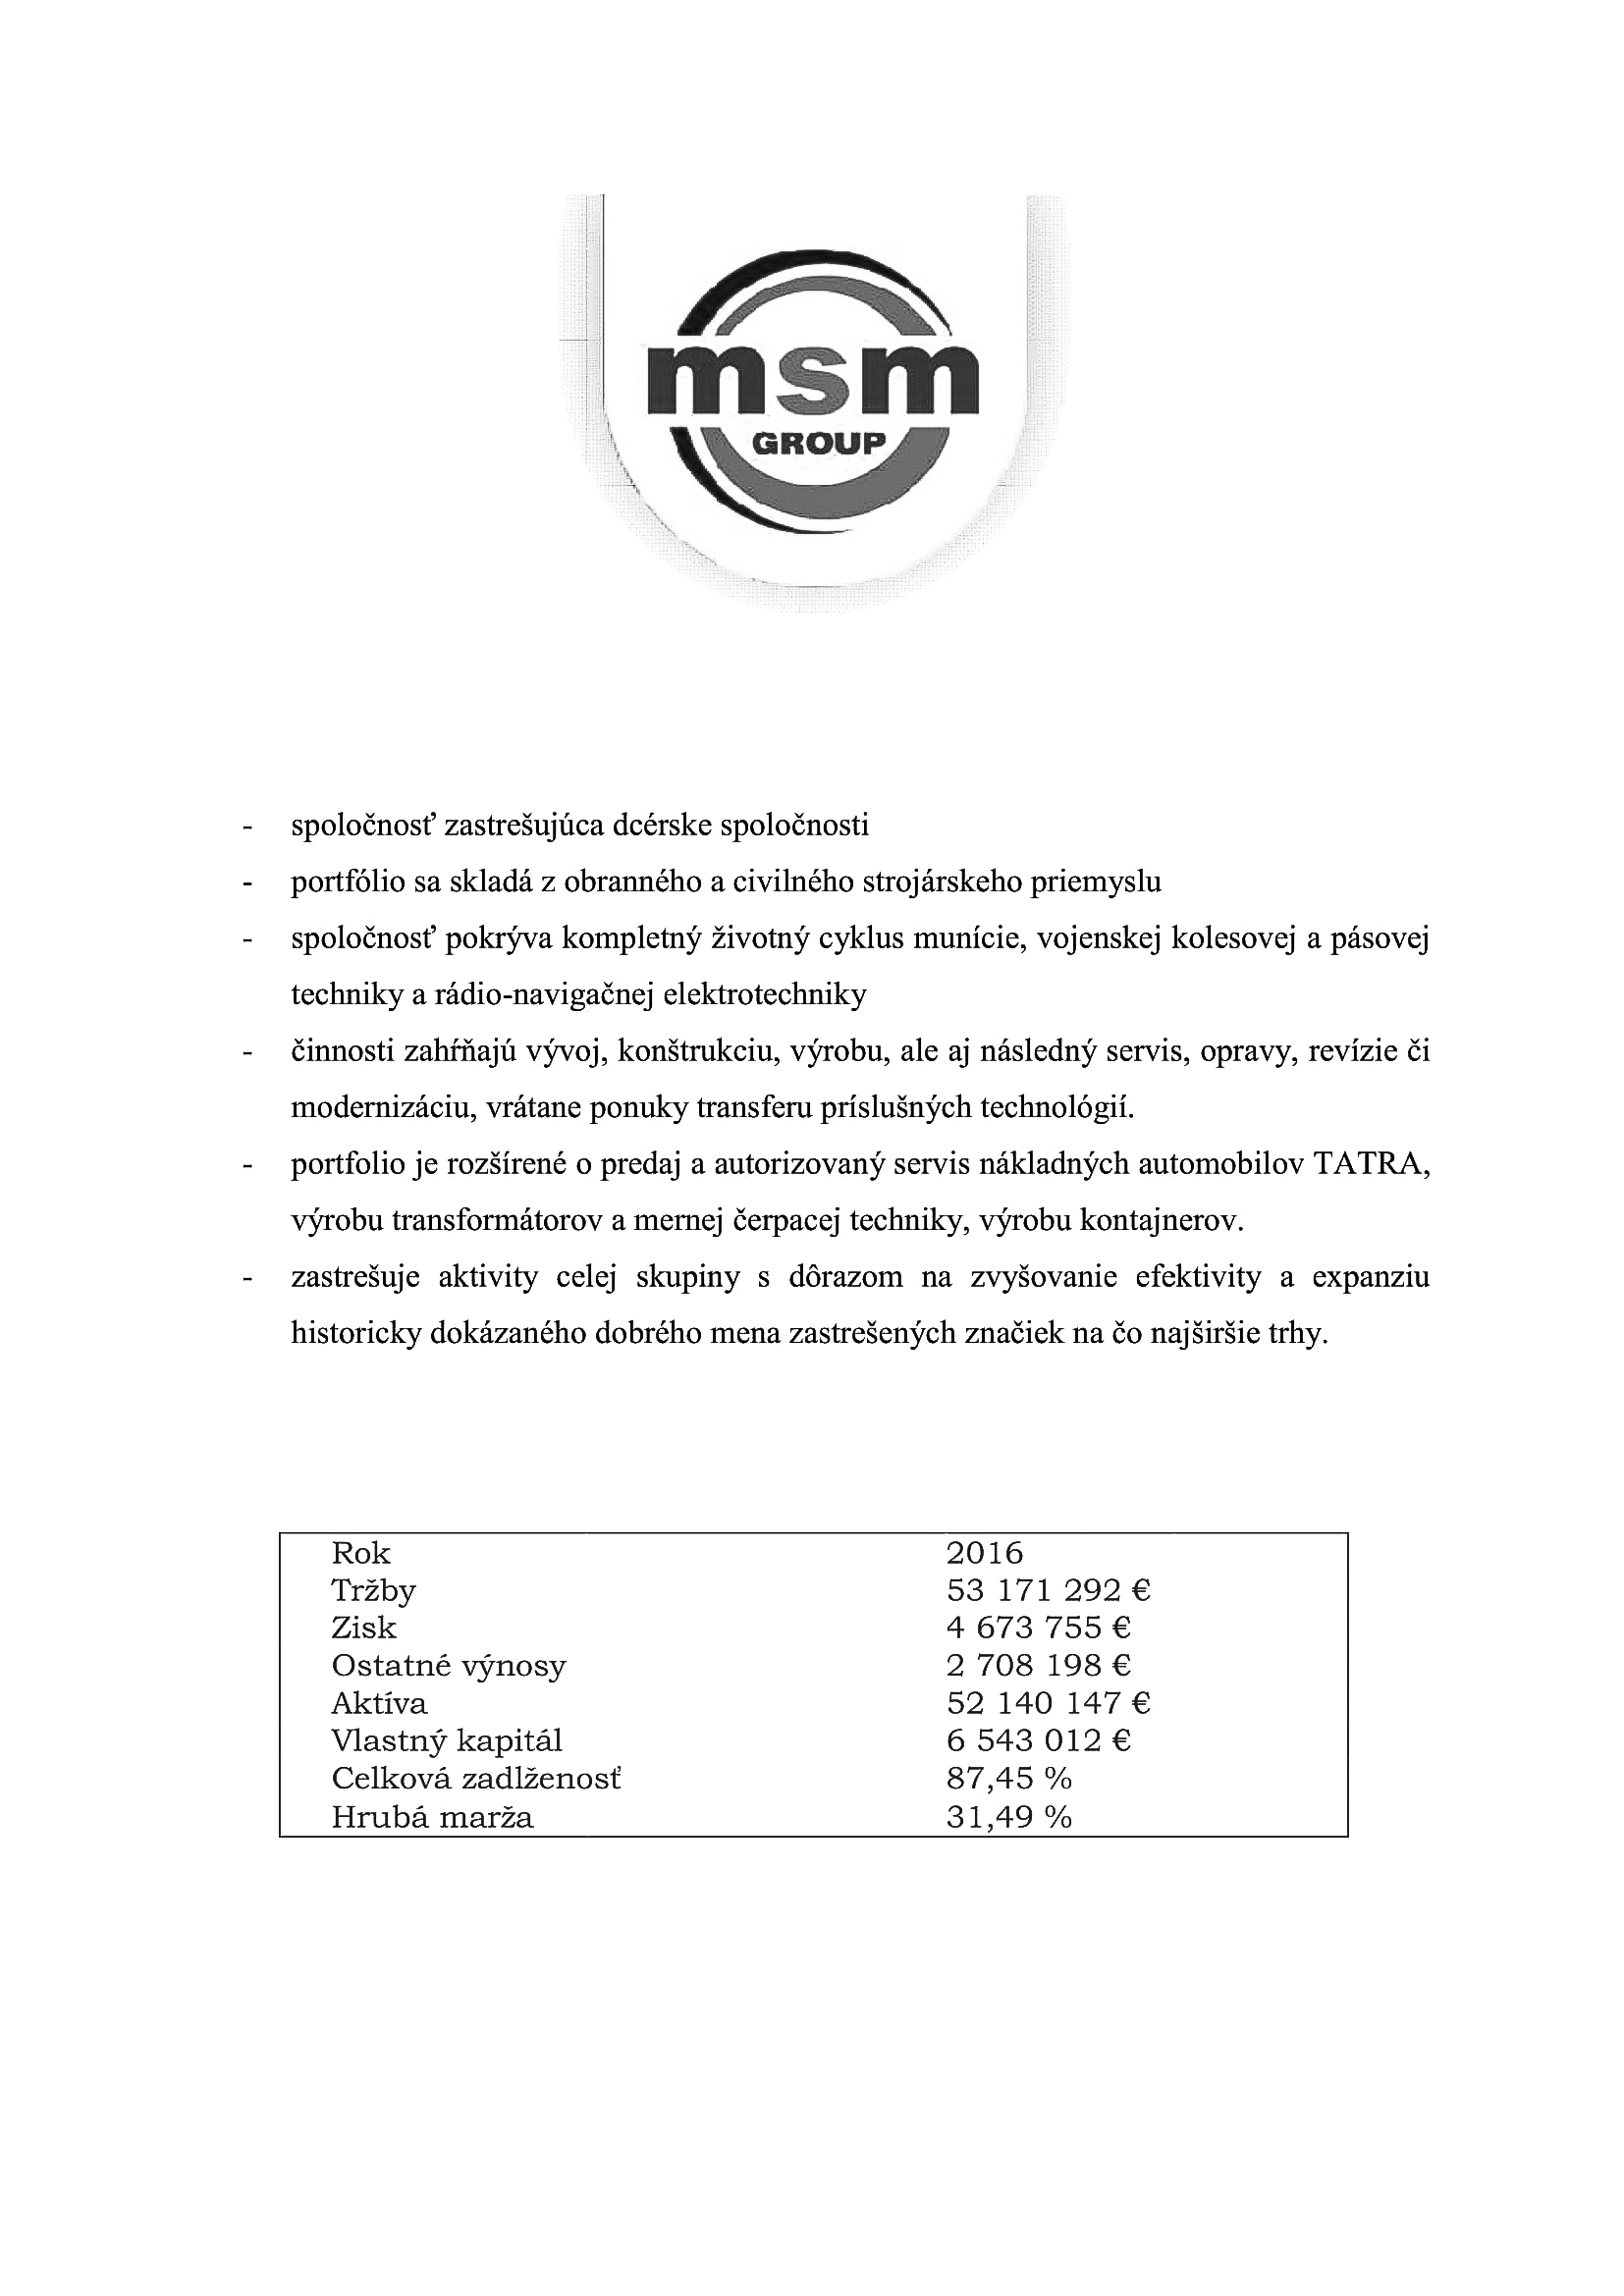 msm
GROUP
- spoločnosť zastrešujúca dcérske spoločnosti
- portfólio sa skladá z obranného a civilného strojárskeho priemyslu
- spoločnosť pokrýva kompletný životný cyklus munície, vojenskej kolesovej a pásovej
techniky a rádio-navigačnej elektrotechniky
- činnosti zahŕňajú vývoj, konštrukciu, výrobu, ale aj následný servis, opravy, revízie či
modernizáciu, vrátane ponuky transferu príslušných technológií.
- portfolio je rozšírené o predaj a autorizovaný servis nákladných automobilov TATRA,
výrobu transformátorov a mernej čerpacej techniky, výrobu kontajnerov.
- zastrešuje aktivity celej skupiny s dôrazom na zvyšovanie efektivity a expanziu
historicky dokázaného dobrého mena zastrešených značiek na čo najširšie trhy.
Rok 2016
Tržby 53 171 292 €
Zisk 4 673 755 €
Ostatné výnosy 2 708 198 €
Aktíva 52 140 147 €
Vlastný kapitál 6 543 012 €
Celková zadlženosť 87,45 %
Hrubá marža 31,49 %